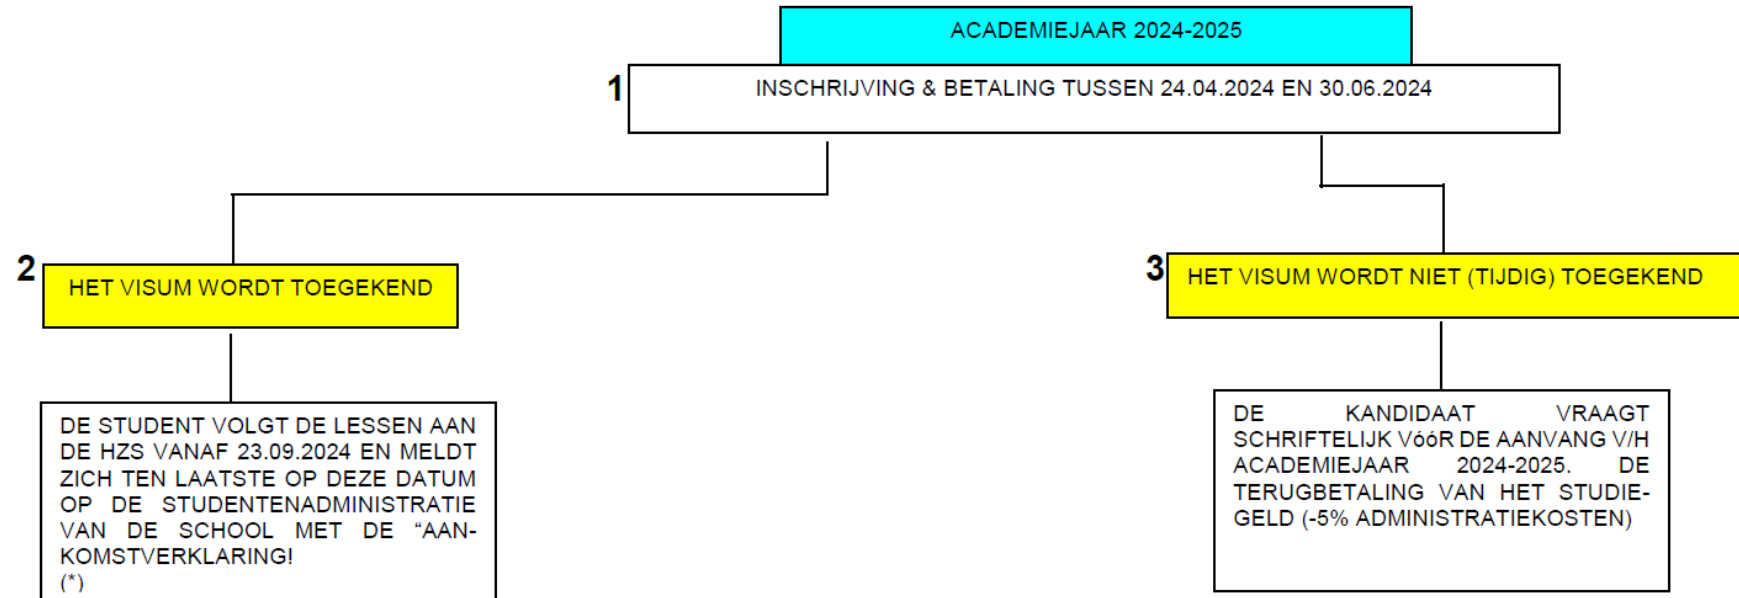 ACADEMIEJAAR 2024-2025
1
INSCHRIJVING & BETALING TUSSEN 24.04.2024 EN 30.06.2024
2
HET VISUM WORDT TOEGEKEND
3
HET VISUM WORDT NIET (TIJDIG) TOEGEKEND
DE STUDENT VOLGT DE LESSEN AAN
DE HZS VANAF 23.09.2024 EN MELDT
ZICH TEN LAATSTE OP DEZE DATUM
OP DE STUDENTENADMINISTRATIE
VAN DE SCHOOL MET DE “AAN-
KOMSTVERKLARING!
(*)
DE KANDIDAAT VRAAGT
SCHRIFTELIJK VóóR DE AANVANG V/H
ACADEMIEJAAR 2024-2025. DE
TERUGBETALING VAN HET STUDIE-
GELD (-5% ADMINISTRATIEKOSTEN)